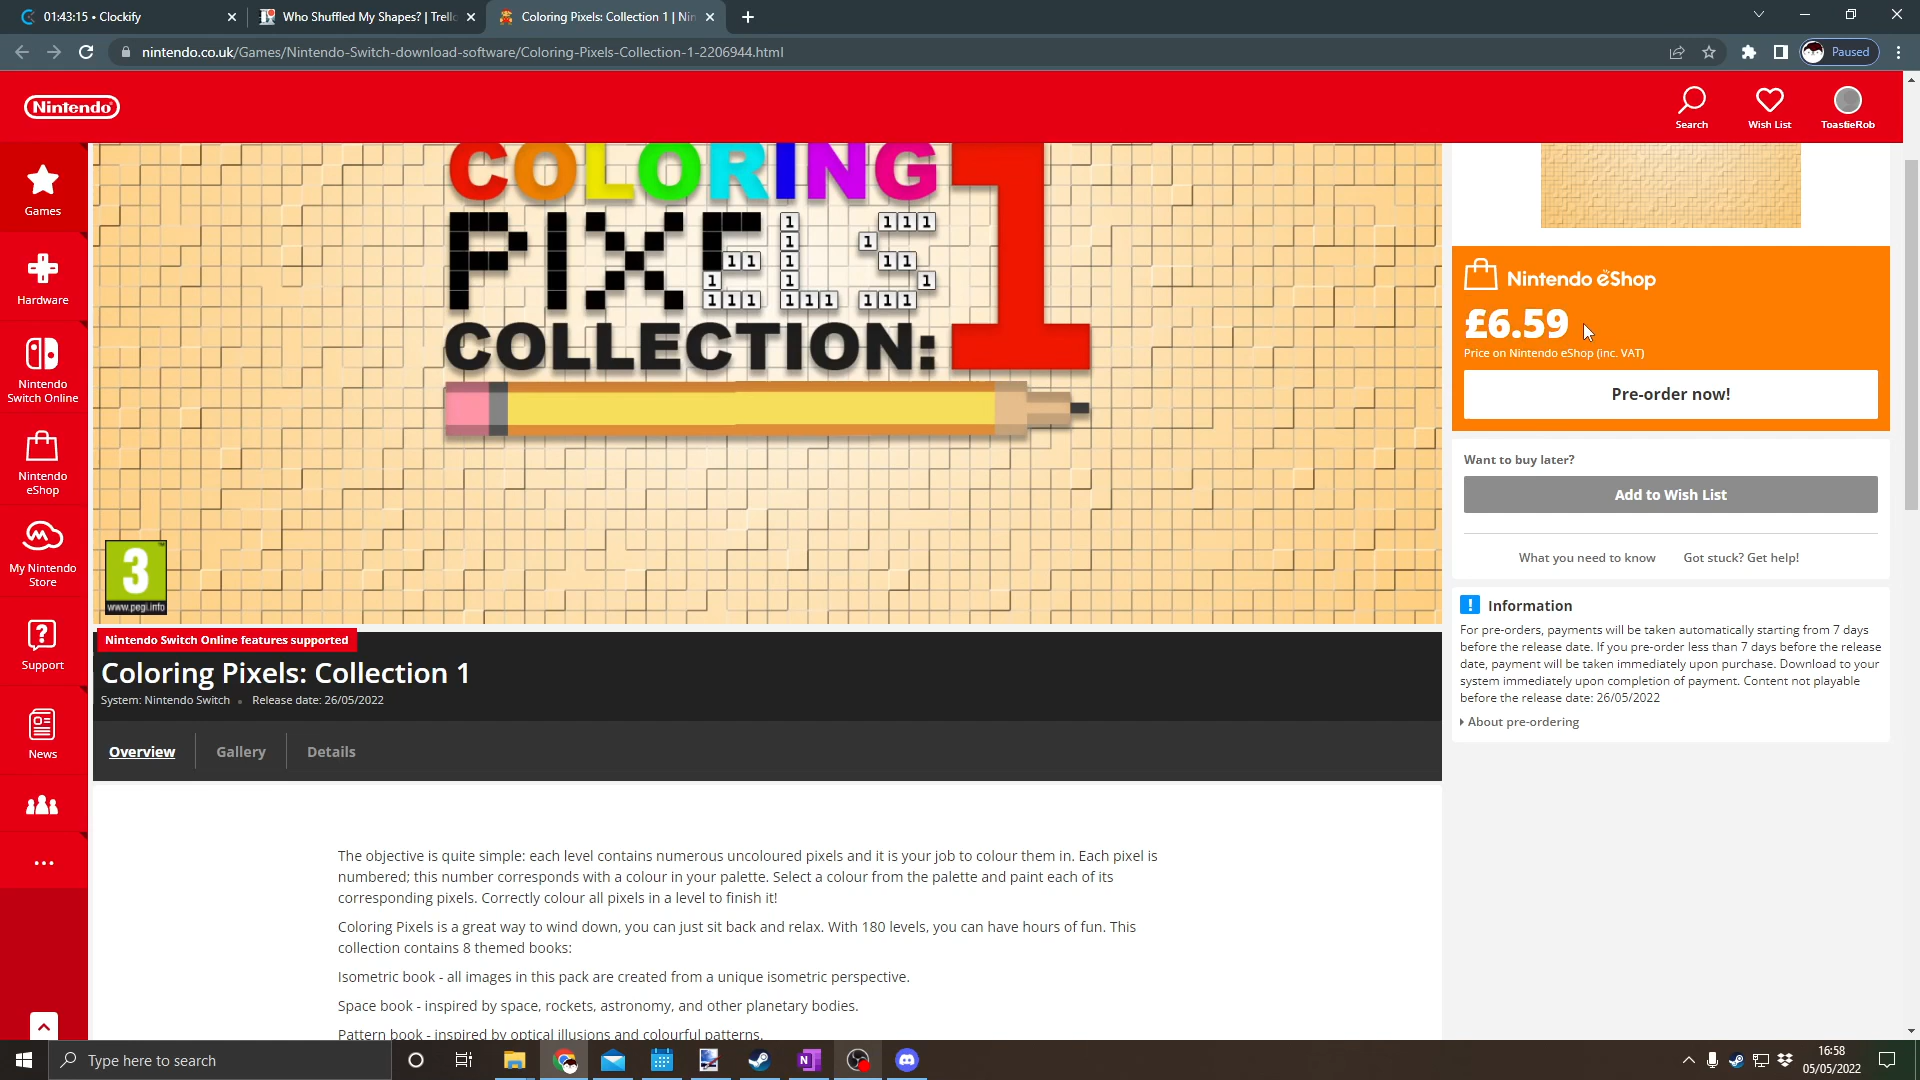 01:43:15 • Clockify
Who Shuffled My Shapes? | Trello
Coloring Pixels: Collection 1 | Nin
nintendo.co.uk/Games/Nintendo-Switch-download-software/Coloring-Pixels-Collection-1-2206944.html
Paused
Nintendo
Search
Wish List
ToastieRob
Games
Hardware
Nintendo
Switch Online
Nintendo
eShop
My Nintendo
Store
Support
News
COLORING
PIXELS
COLLECTION:
1
3
www.pegi.info
Nintendo Switch Online features supported
Coloring Pixels: Collection 1
System: Nintendo Switch • Release date: 26/05/2022
Overview
Gallery
Details
The objective is quite simple: each level contains numerous uncoloured pixels and it is your job to colour them in. Each pixel is
numbered; this number corresponds with a colour in your palette. Select a colour from the palette and paint each of its
corresponding pixels. Correctly colour all pixels in a level to finish it!
Coloring Pixels is a great way to wind down, you can just sit back and relax. With 180 levels, you can have hours of fun. This
collection contains 8 themed books:
Isometric book - all images in this pack are created from a unique isometric perspective.
Space book - inspired by space, rockets, astronomy, and other planetary bodies.
Pattern book - inspired by optical illusions and colourful patterns.
Nintendo eShop
£6.59
Price on Nintendo eShop (inc. VAT)
Pre-order now!
Want to buy later?
Add to Wish List
What you need to know
Got stuck? Get help!
Information
For pre-orders, payments will be taken automatically starting from 7 days
before the release date. If you pre-order less than 7 days before the release
date, payment will be taken immediately upon purchase. Download to your
system immediately upon completion of payment. Content not playable
before the release date: 26/05/2022
About pre-ordering
Type here to search
16:58
05/05/2022